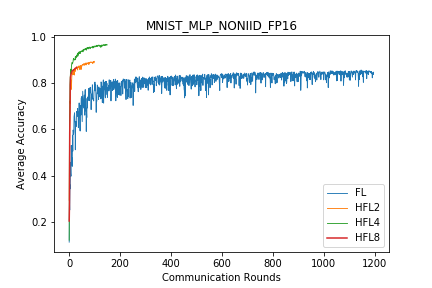 MNIST_MLP_NONIID_FP16
1.0
0.8
0.6
0.4
0.2
Average Accuracy
0
200
400
600
800
1000
1200
Communication Rounds
FL
HFL2
HFL4
HFL8